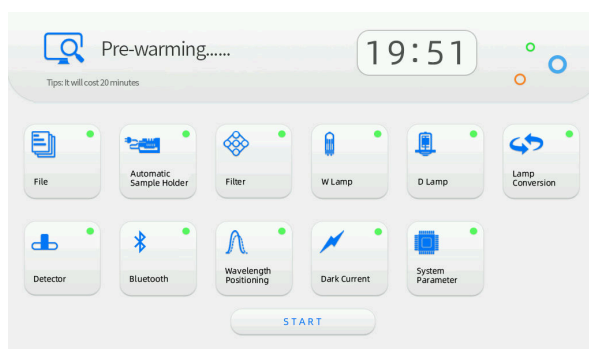 Pre-warming......
19:51
Tips: It will cost 20 minutes
File
Automatic
Sample Holder
Filter
W Lamp
D Lamp
Lamp
Conversion
Detector
Bluetooth
Wavelength
Positioning
Dark Current
System
Parameter
START